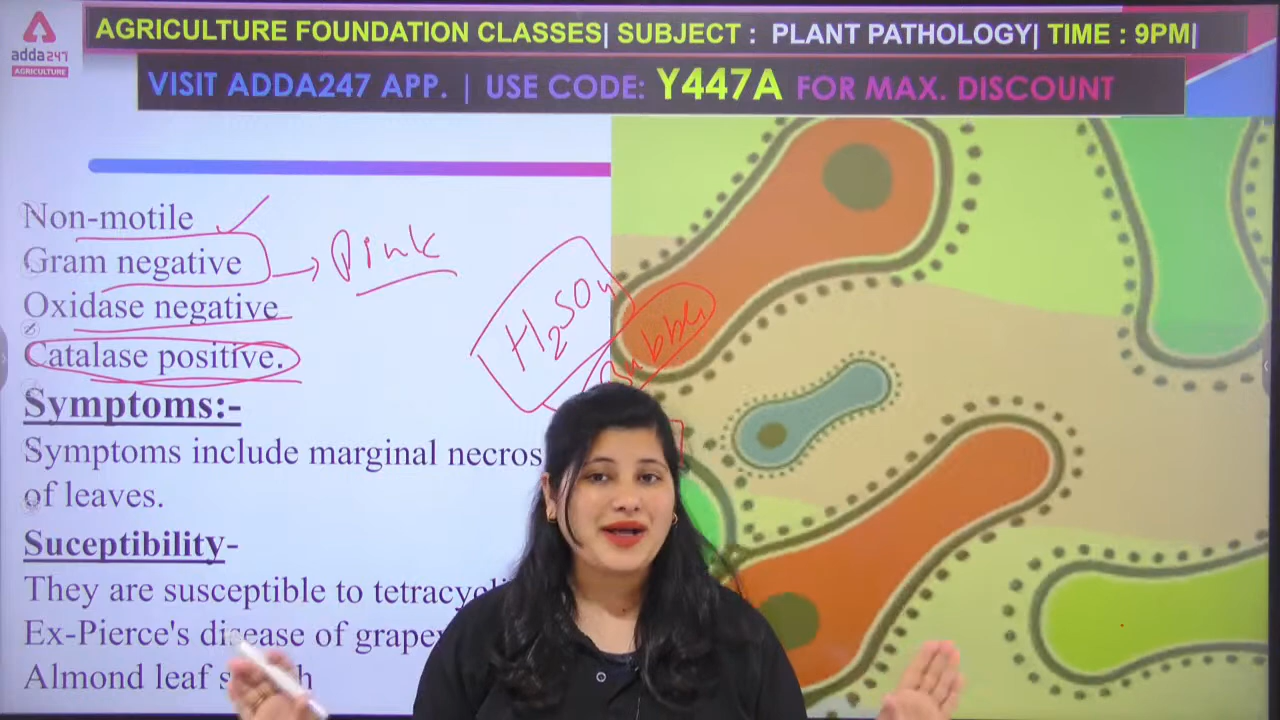 adda247
AGRICULTURE
AGRICULTURE FOUNDATION CLASSES| SUBJECT : PLANT PATHOLOGY| TIME : 9PM|
VISIT ADDA247 APP. | USE CODE: Y447A FOR MAX. DISCOUNT
Non-motile
Gram negative
Pink
Oxidase negative
H2SO4
Catalase positive.
Symptoms:-
Symptoms include marginal necros
of leaves.
Suceptibility-
They are susceptible to
Ex-Pierce's disease of
Almond leaf